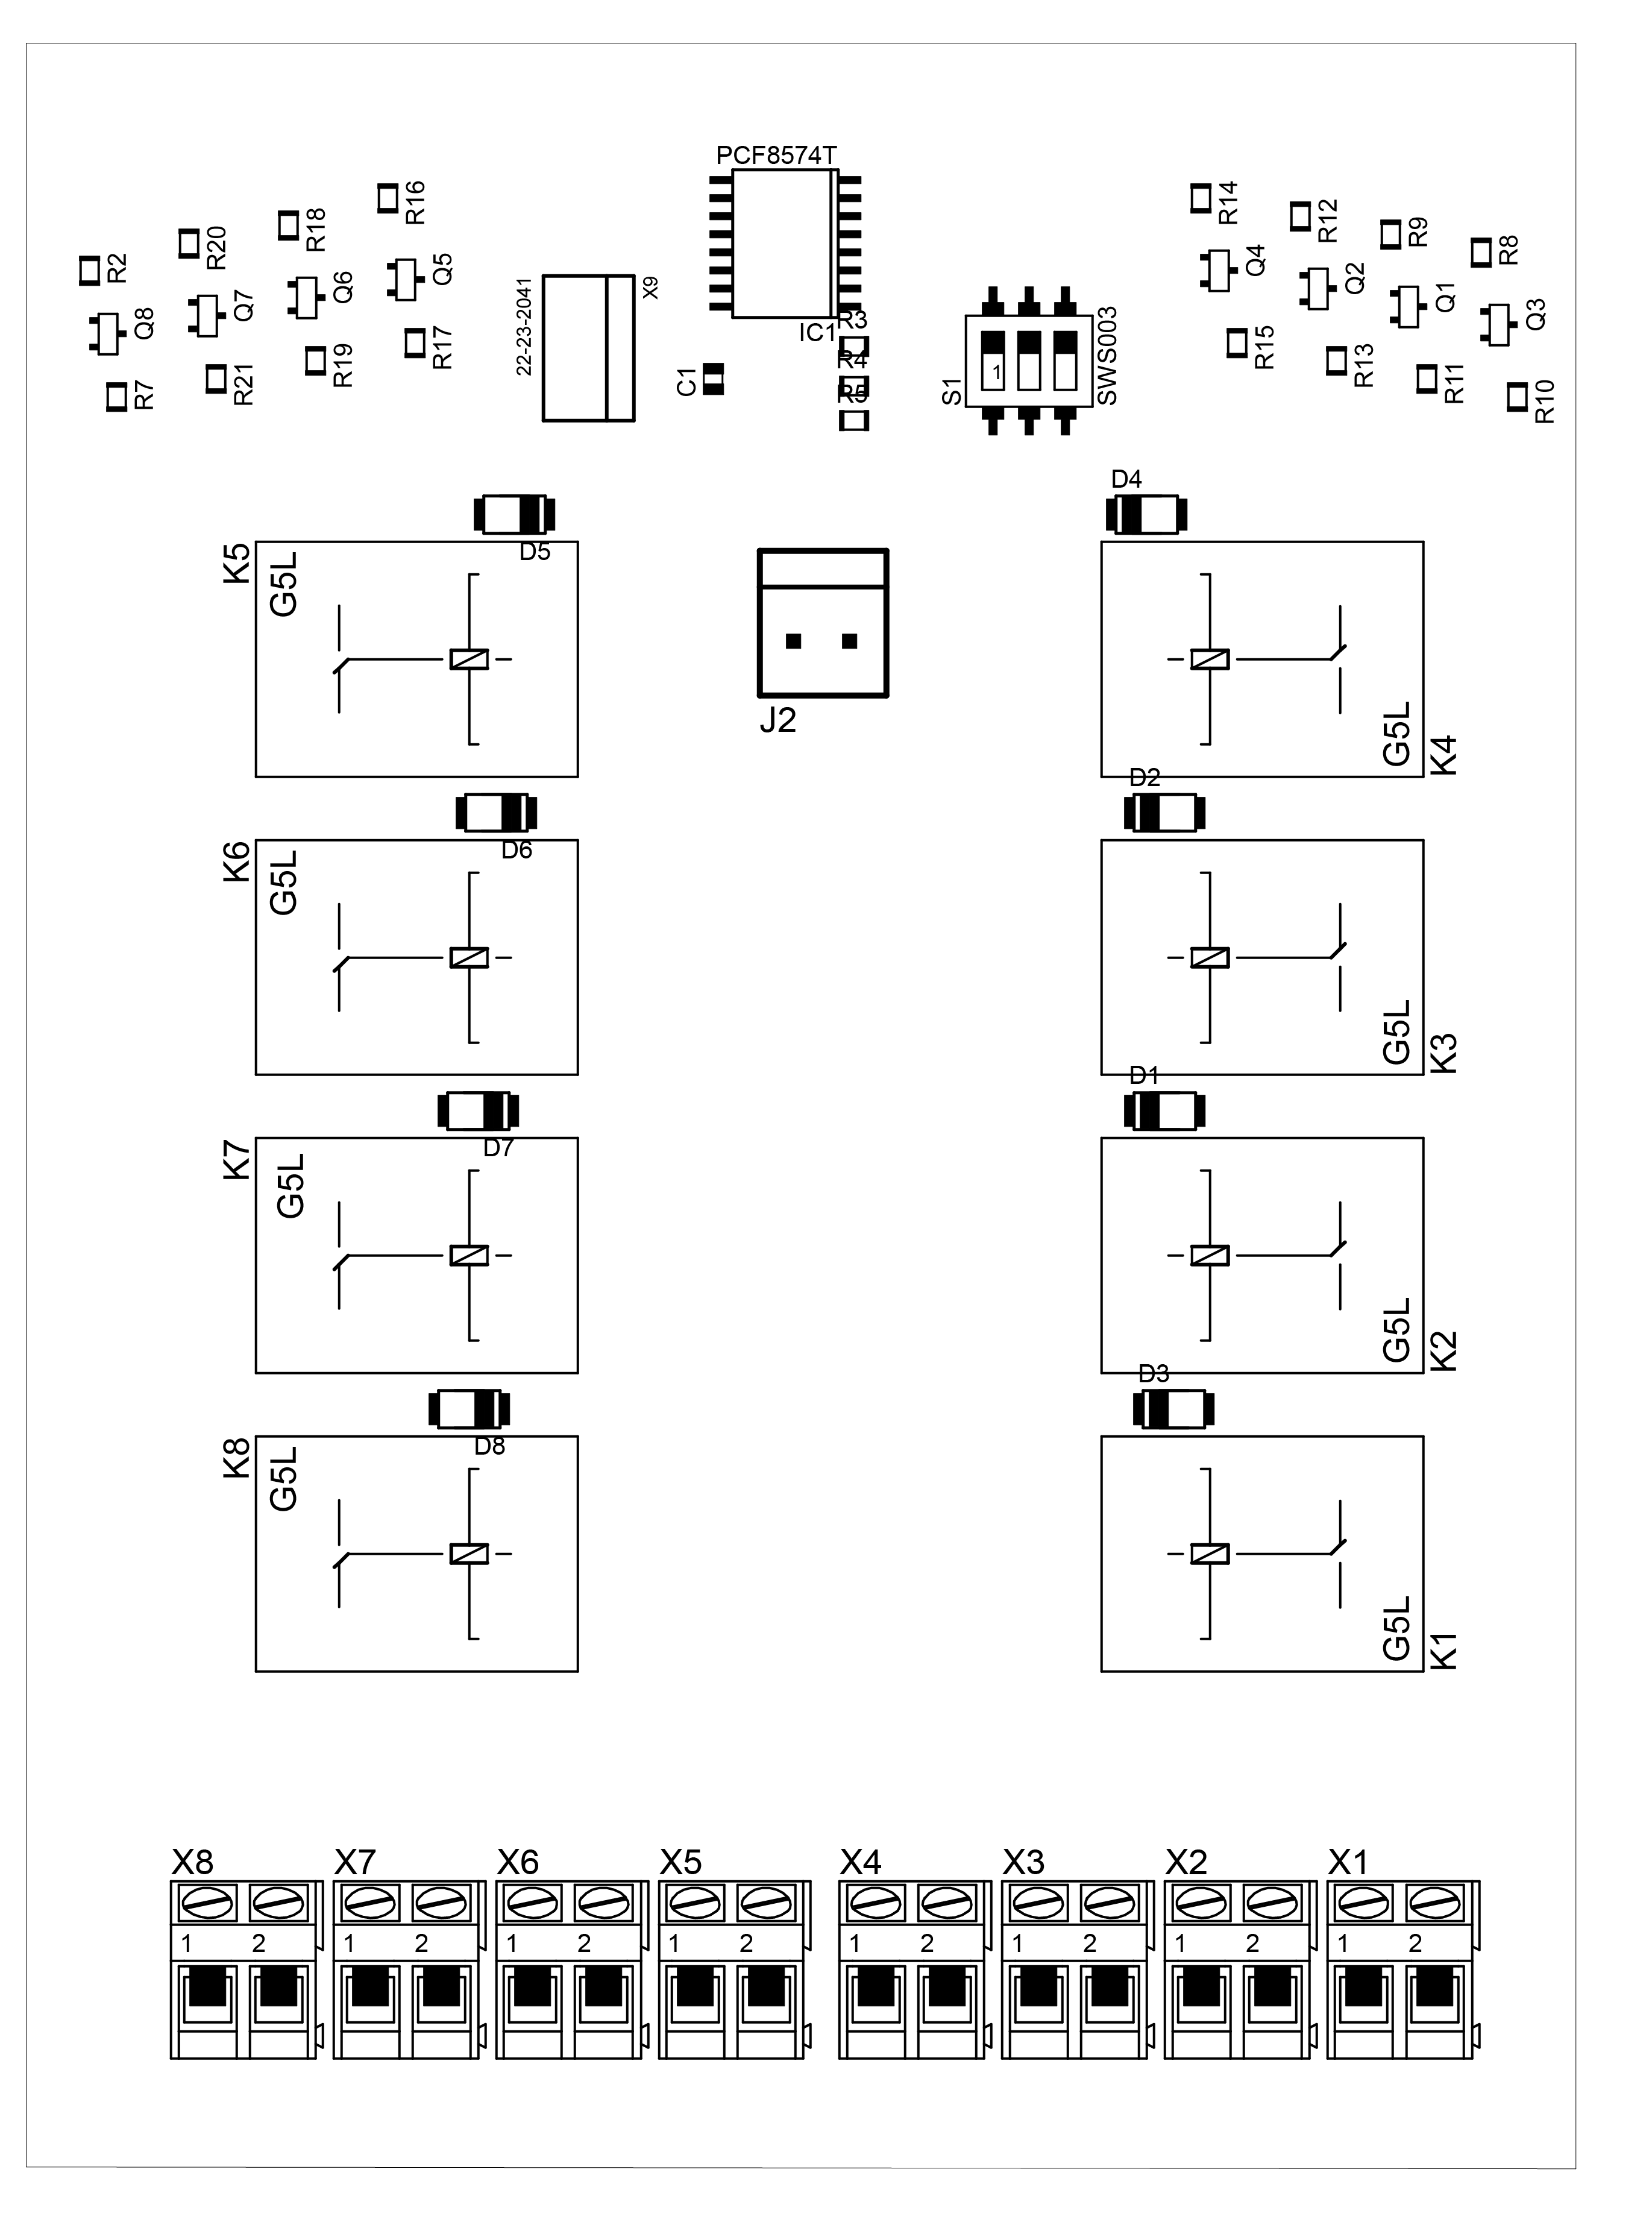 PCF8574T
R16
R14
R18
R12
R20
R9
R2
R8
Q5
Q4
Q6
Q2
X9
Q7
Q1
Q8
Q3
22-23-2041
IC1
R3
SWS003
R17
R15
R19
R4
R13
R21
C1
1
R11
R7
R5
S1
R10
D4
K5
D5
G5L
J2
G5L
K4
D2
K6
D6
G5L
G5L
K3
D1
K7
D7
G5L
G5L
K2
D3
K8
D8
G5L
G5L
K1
X8 X7 X6 X5 X4 X3 X2 X1
1 2 1 2 1 2 1 2 1 2 1 2 1 2 1 2